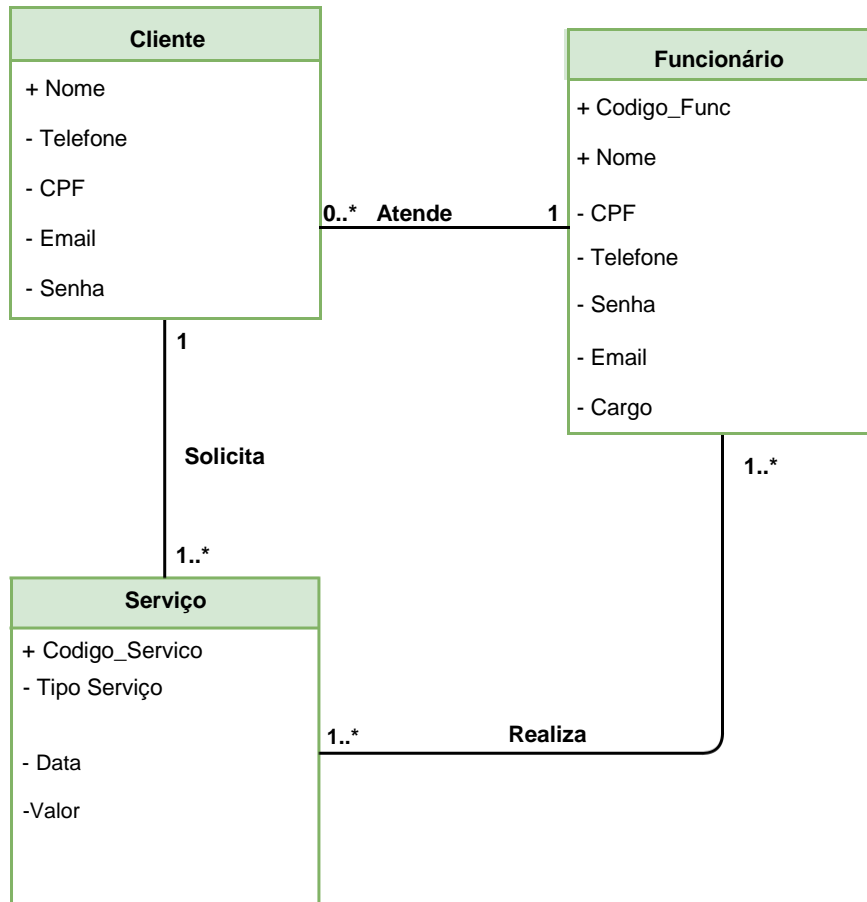 Cliente
+ Nome
- Telefone
- CPF
- Email
- Senha
Funcionário
+ Codigo_Func
+ Nome
- CPF
- Telefone
- Senha
- Email
- Cargo
0..* Atende 1
1
Solicita
1..*
1..*
Serviço
+ Codigo_Servico
- Tipo Serviço
- Data
-Valor
1..* Realiza